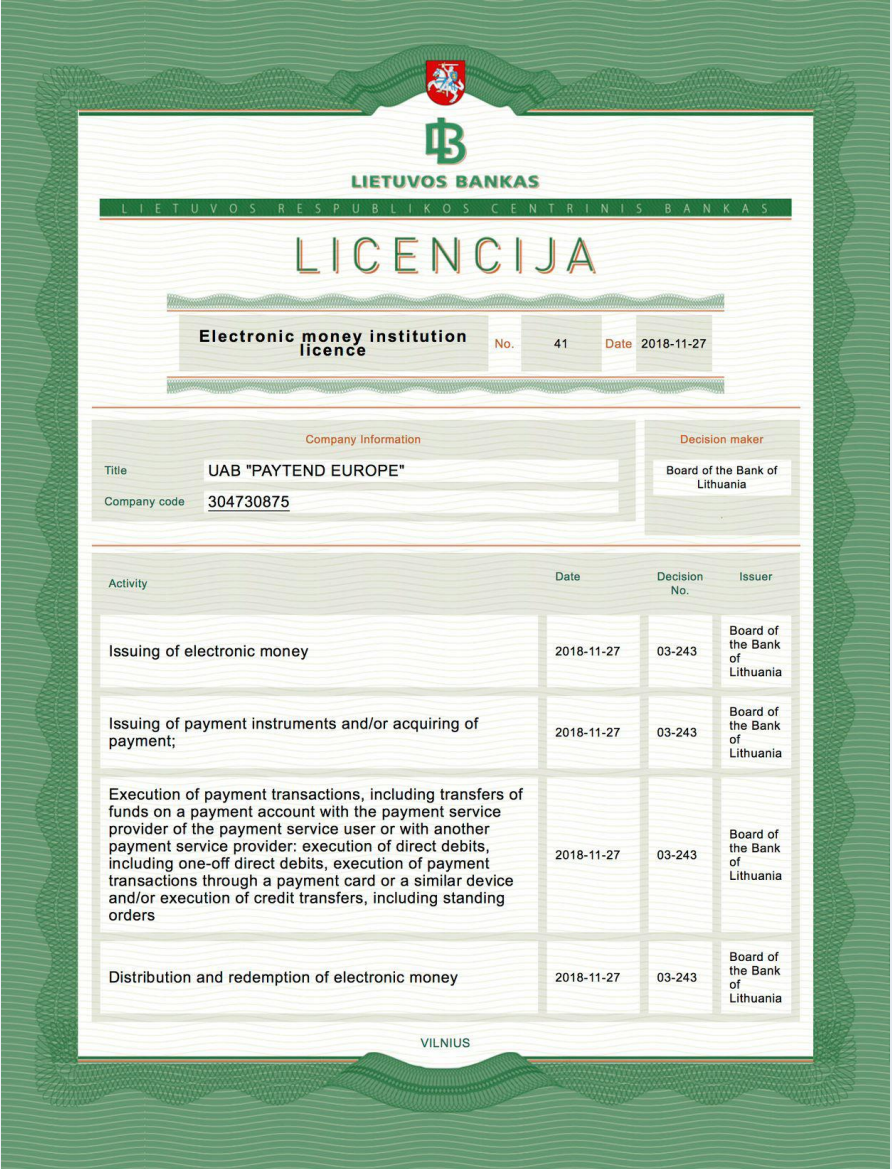 LIETUVOS BANKAS
LIETUVOS RESPUBLIKOS CENTRINIS BANKAS
LICENCIJA
Electronic money institution
licence
No.
41
Date
2018-11-27
Company Information
Title
UAB "PAYTEND EUROPE"
Company code
304730875
Decision maker
Board of the Bank of
Lithuania
Activity
Date
Decision
No.
Issuer
Issuing of electronic money
2018-11-27
03-243
Board of
the Bank
of
Lithuania
Issuing of payment instruments and/or acquiring of
payment;
2018-11-27
03-243
Board of
the Bank
of
Lithuania
Execution of payment transactions, including transfers of
funds on a payment account with the payment service
provider of the payment service user or with another
payment service provider: execution of direct debits,
including one-off direct debits, execution of payment
transactions through a payment card or a similar device
and/or execution of credit transfers, including standing
orders
2018-11-27
03-243
Board of
the Bank
of
Lithuania
Distribution and redemption of electronic money
2018-11-27
03-243
Board of
the Bank
of
Lithuania
VILNIUS